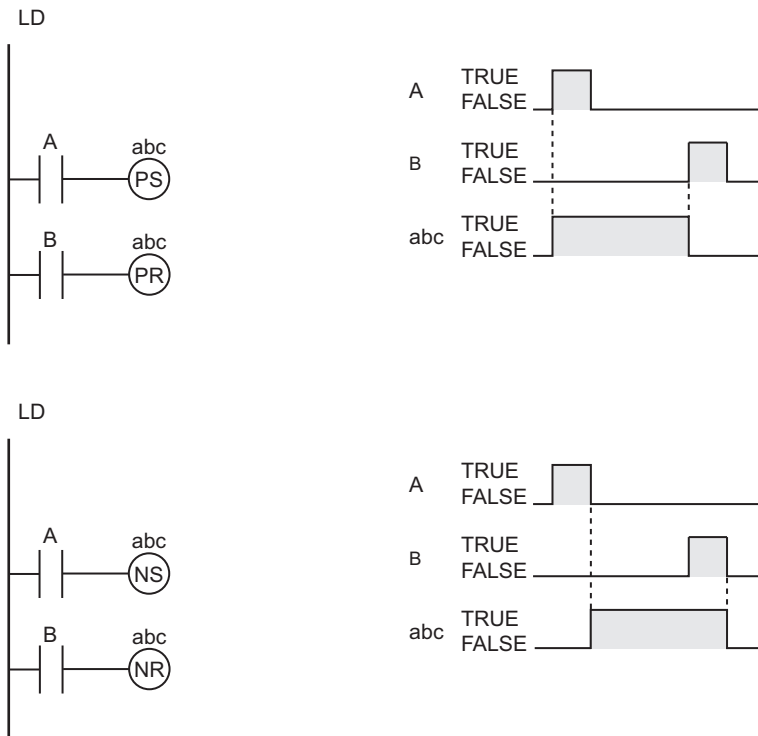 LD
A
abc
PS
B
abc
PR
A
TRUE
FALSE
B
TRUE
FALSE
abc
TRUE
FALSE
LD
A
abc
NS
B
abc
NR
A
TRUE
FALSE
B
TRUE
FALSE
abc
TRUE
FALSE